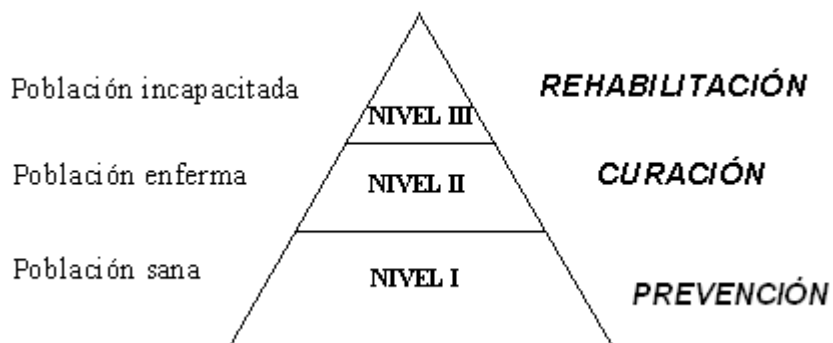 Población incapacitada
REHABILITACIÓN
NIVEL III
Población enferma
NIVEL II
CURACIÓN
Población sana
NIVEL I
PREVENCIÓN